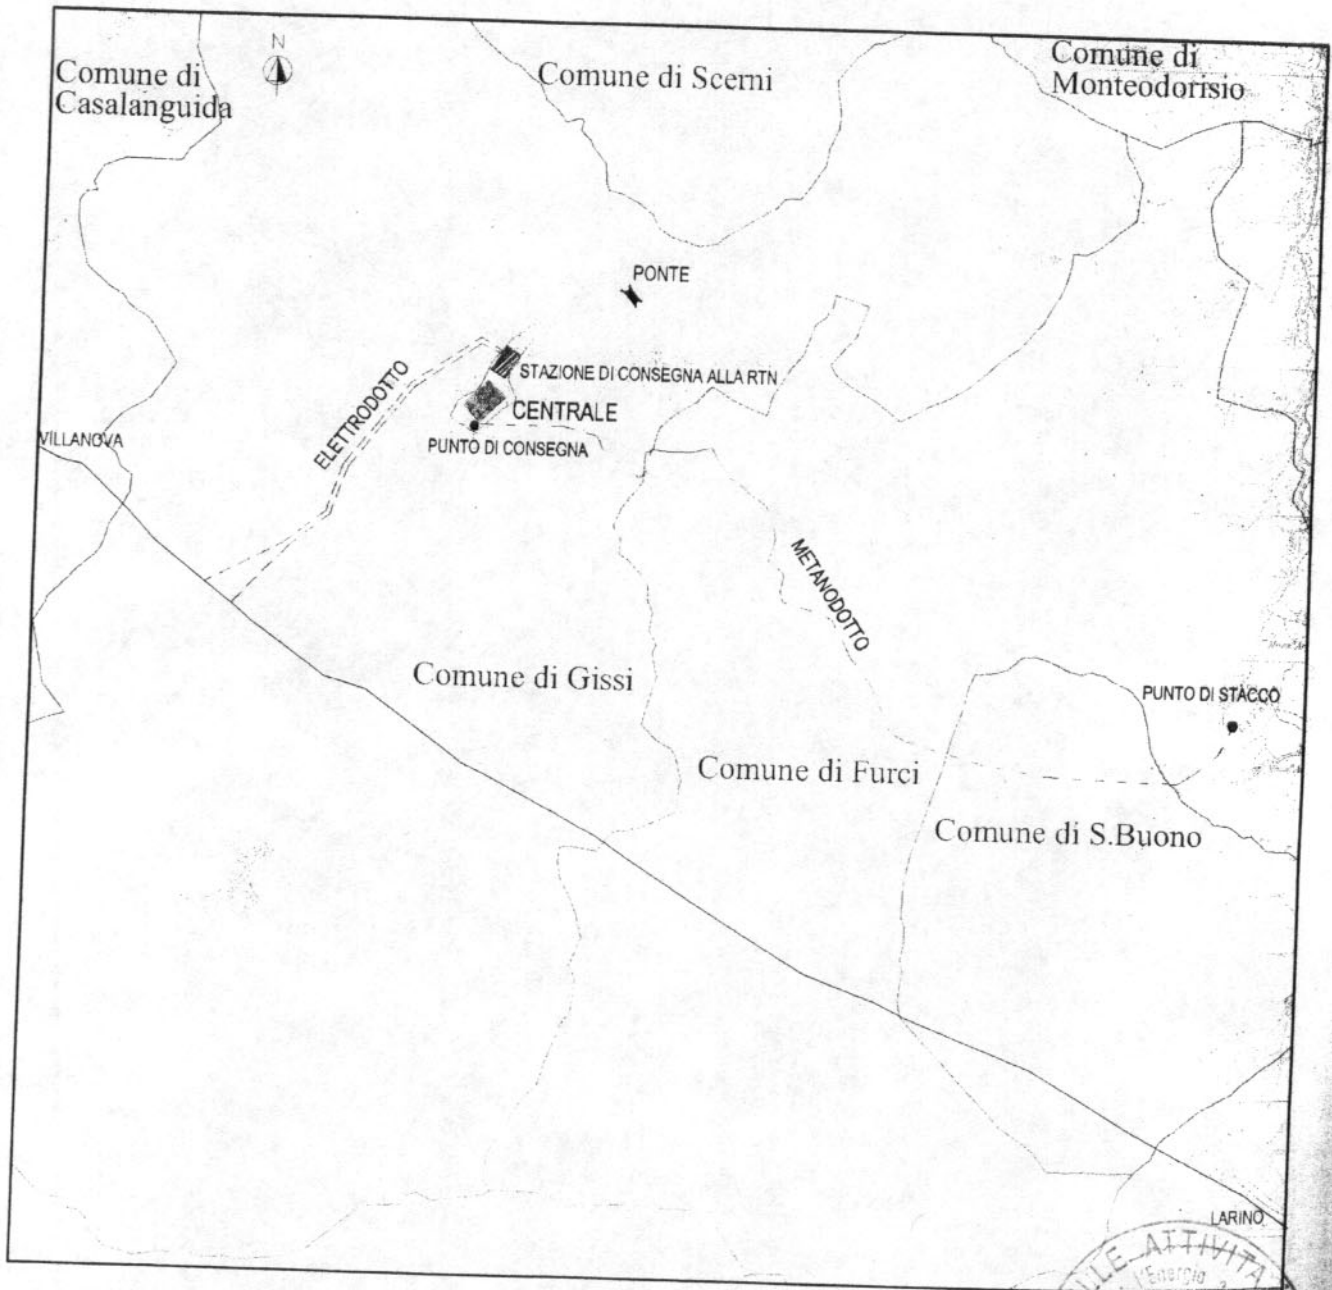 N
Comune di
Casalanguida
Comune di Scerni
Comune di
Monteodorisio
PONTE
STAZIONE DI CONSEGNA ALLA RTN
CENTRALE
PUNTO DI CONSEGNA
ELETTRODOTTO
VILLANOVA
METANODOTTO
Comune di Gissi
PUNTO DI STACCO
Comune di Furci
Comune di S.Buono
LARINO
ATTIVITA
l'Energia